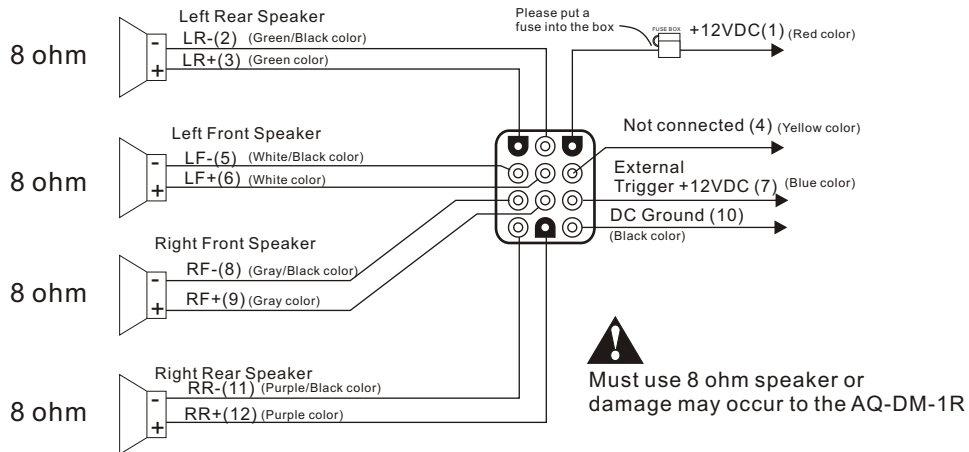 Left Rear Speaker
8 ohm
-
LR-(2) (Green/Black color)
+
LR+(3) (Green color)
Please put a
fuse into the box
FUSE BOX
+12VDC(1) (Red color)
Left Front Speaker
8 ohm
-
LF-(5) (White/Black color)
+
LF+(6) (White color)
Not connected (4) (Yellow color)
External
Trigger +12VDC (7) (Blue color)
DC Ground (10)
(Black color)
Right Front Speaker
8 ohm
-
RF-(8) (Gray/Black color)
+
RF+(9) (Gray color)
Right Rear Speaker
8 ohm
-
RR-(11) (Purple/Black color)
+
RR+(12) (Purple color)
!
Must use 8 ohm speaker or
damage may occur to the AQ-DM-1R